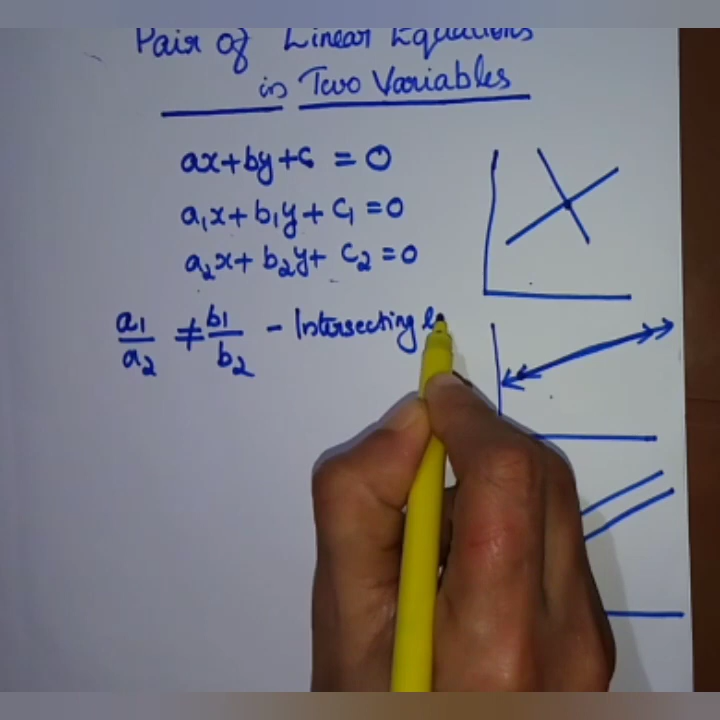 Pair of Linear Equations
in Two Variables
ax+by+c = 0
a₁x+b₁y+c₁=0
a₂x+b₂y+c₂=0
a₁/a₂ ≠ b₁/b₂ - Intersecting